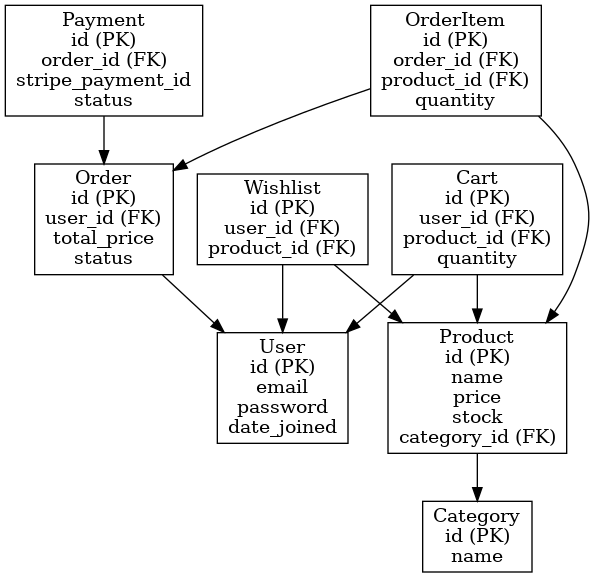 Payment
id (PK)
order_id (FK)
stripe_payment_id
status
OrderItem
id (PK)
order_id (FK)
product_id (FK)
quantity
Order
id (PK)
user_id (FK)
total_price
status
Wishlist
id (PK)
user_id (FK)
product_id (FK)
Cart
id (PK)
user_id (FK)
product_id (FK)
quantity
User
id (PK)
email
password
date_joined
Product
id (PK)
name
price
stock
category_id (FK)
Category
id (PK)
name